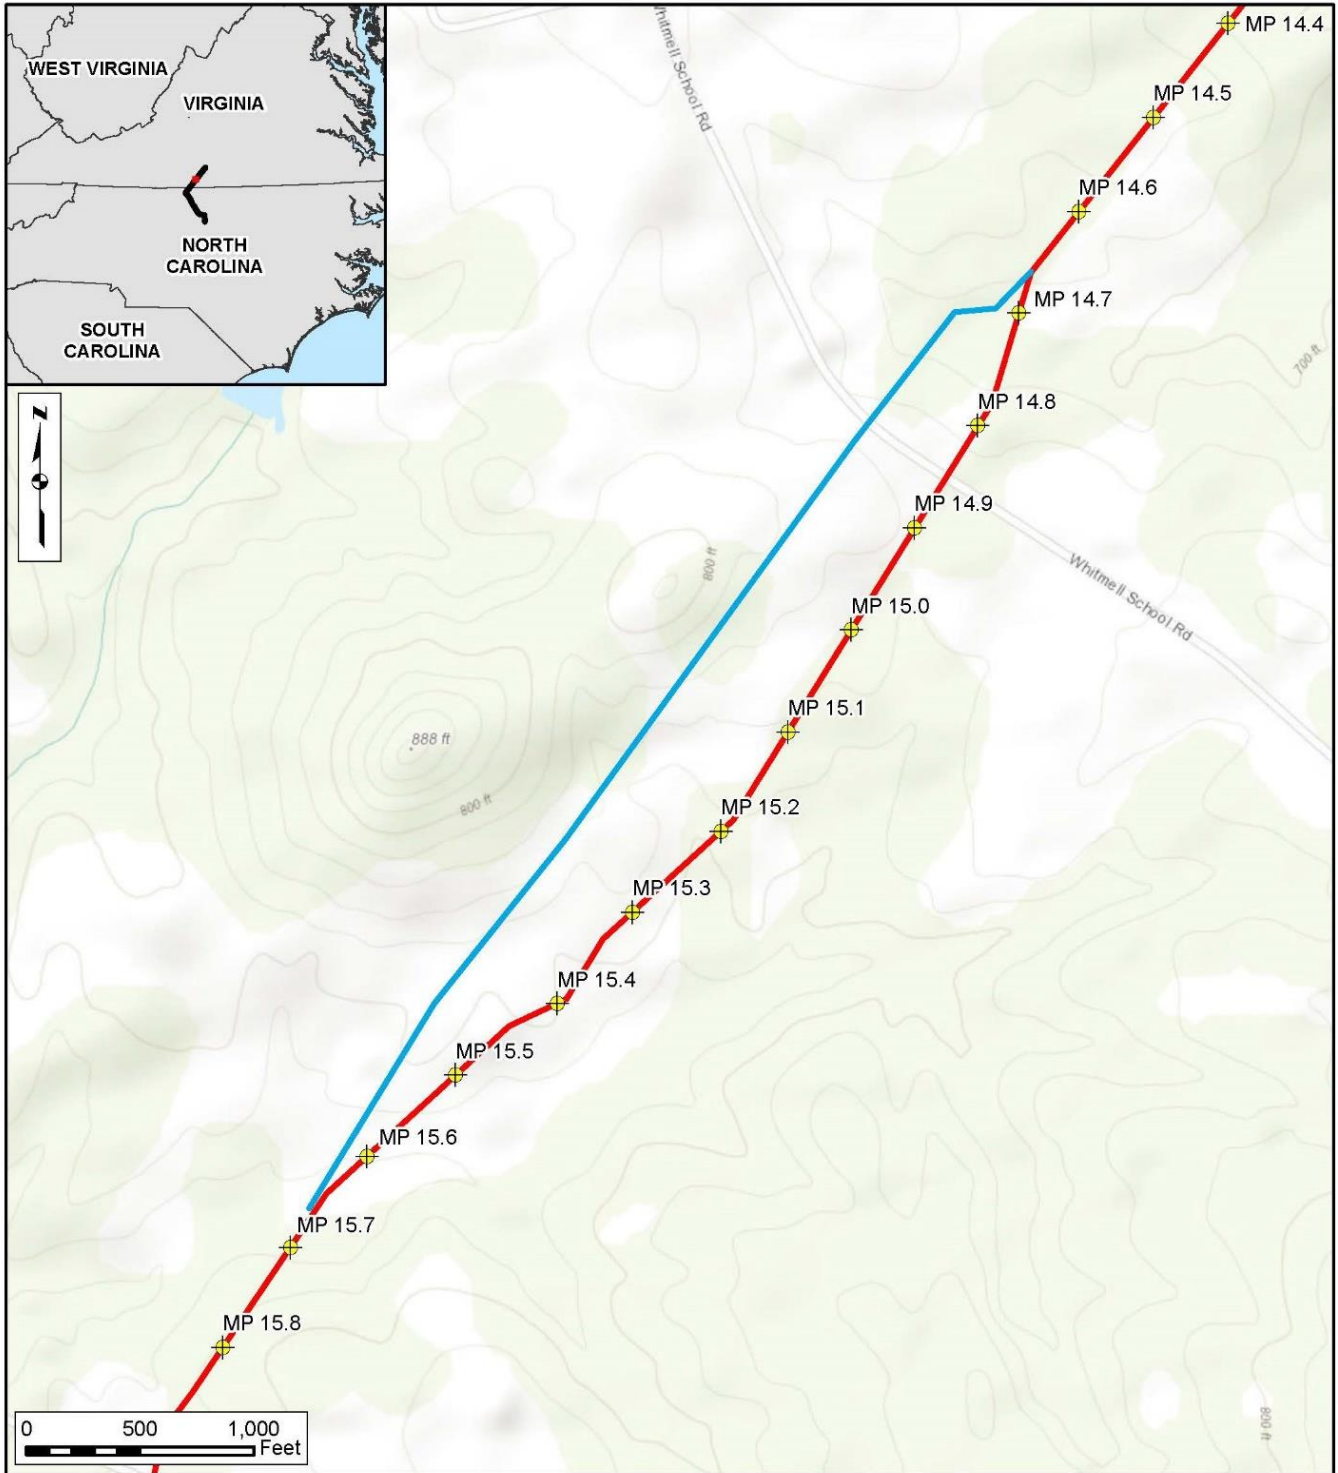 WEST VIRGINIA
VIRGINIA
NORTH
CAROLINA
SOUTH
CAROLINA
Whitmell School Rd
MP 14.4
MP 14.5
MP 14.6
MP 14.7
700 ft
MP 14.8
N
MP 14.9
800 ft
Whitmell School Rd
MP 15.0
MP 15.1
888 ft
800 ft
MP 15.2
MP 15.3
MP 15.4
MP 15.5
MP 15.6
MP 15.7
MP 15.8
800 ft
0 500 1,000
Feet